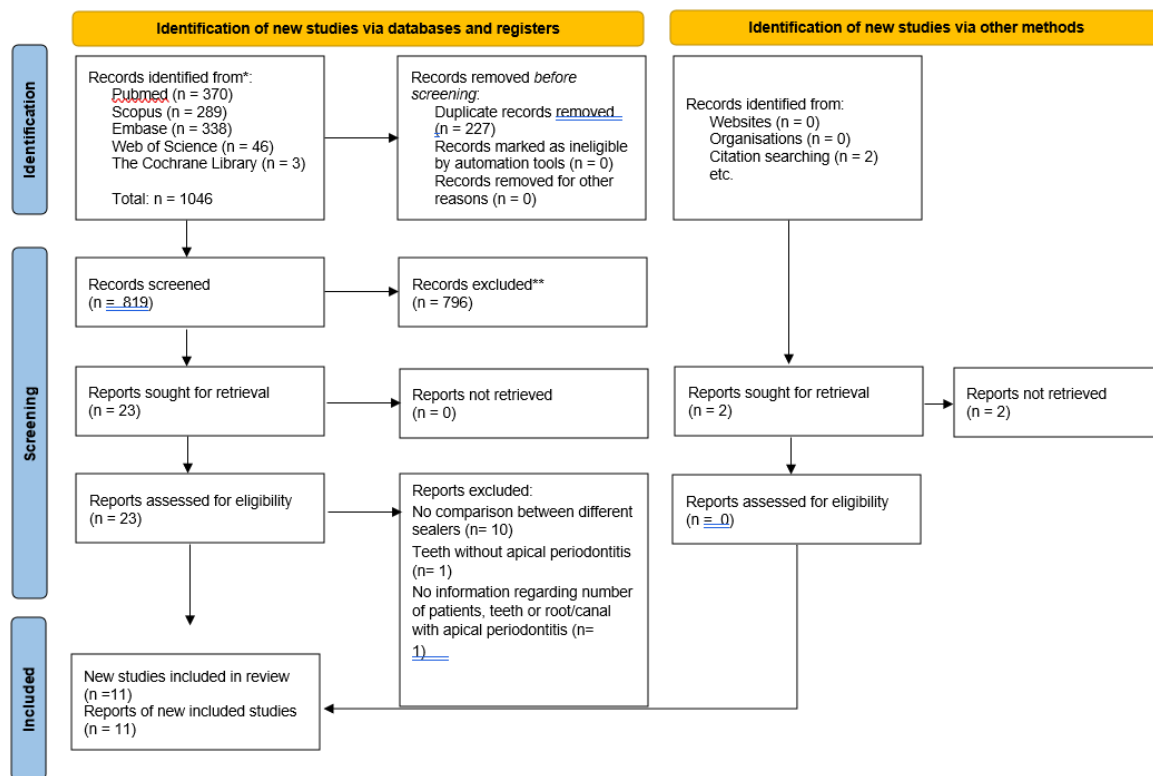 Identification of new studies via databases and registers
Identification of new studies via other methods
Identification
Records identified from*:
Pubmed (n = 370)
Scopus (n = 289)
Embase (n = 338)
Web of Science (n = 46)
The Cochrane Library (n = 3)
Total: n = 1046
Records removed before
screening:
Duplicate records removed
(n = 227)
Records marked as ineligible
by automation tools (n = 0)
Records removed for other
reasons (n = 0)
Records identified from:
Websites (n = 0)
Organisations (n = 0)
Citation searching (n = 2)
etc.
Screening
Records screened
(n = 819)
Records excluded**
(n = 796)
Reports sought for retrieval
(n = 23)
Reports not retrieved
(n = 0)
Reports sought for retrieval
(n = 2)
Reports not retrieved
(n = 2)
Reports assessed for eligibility
(n = 23)
Reports excluded:
No comparison between different
sealers (n= 10)
Teeth without apical periodontitis
(n= 1)
No information regarding number
of patients, teeth or root/canal
with apical periodontitis (n=
1)
Reports assessed for eligibility
(n = 0)
Included
New studies included in review
(n =11)
Reports of new included studies
(n = 11)